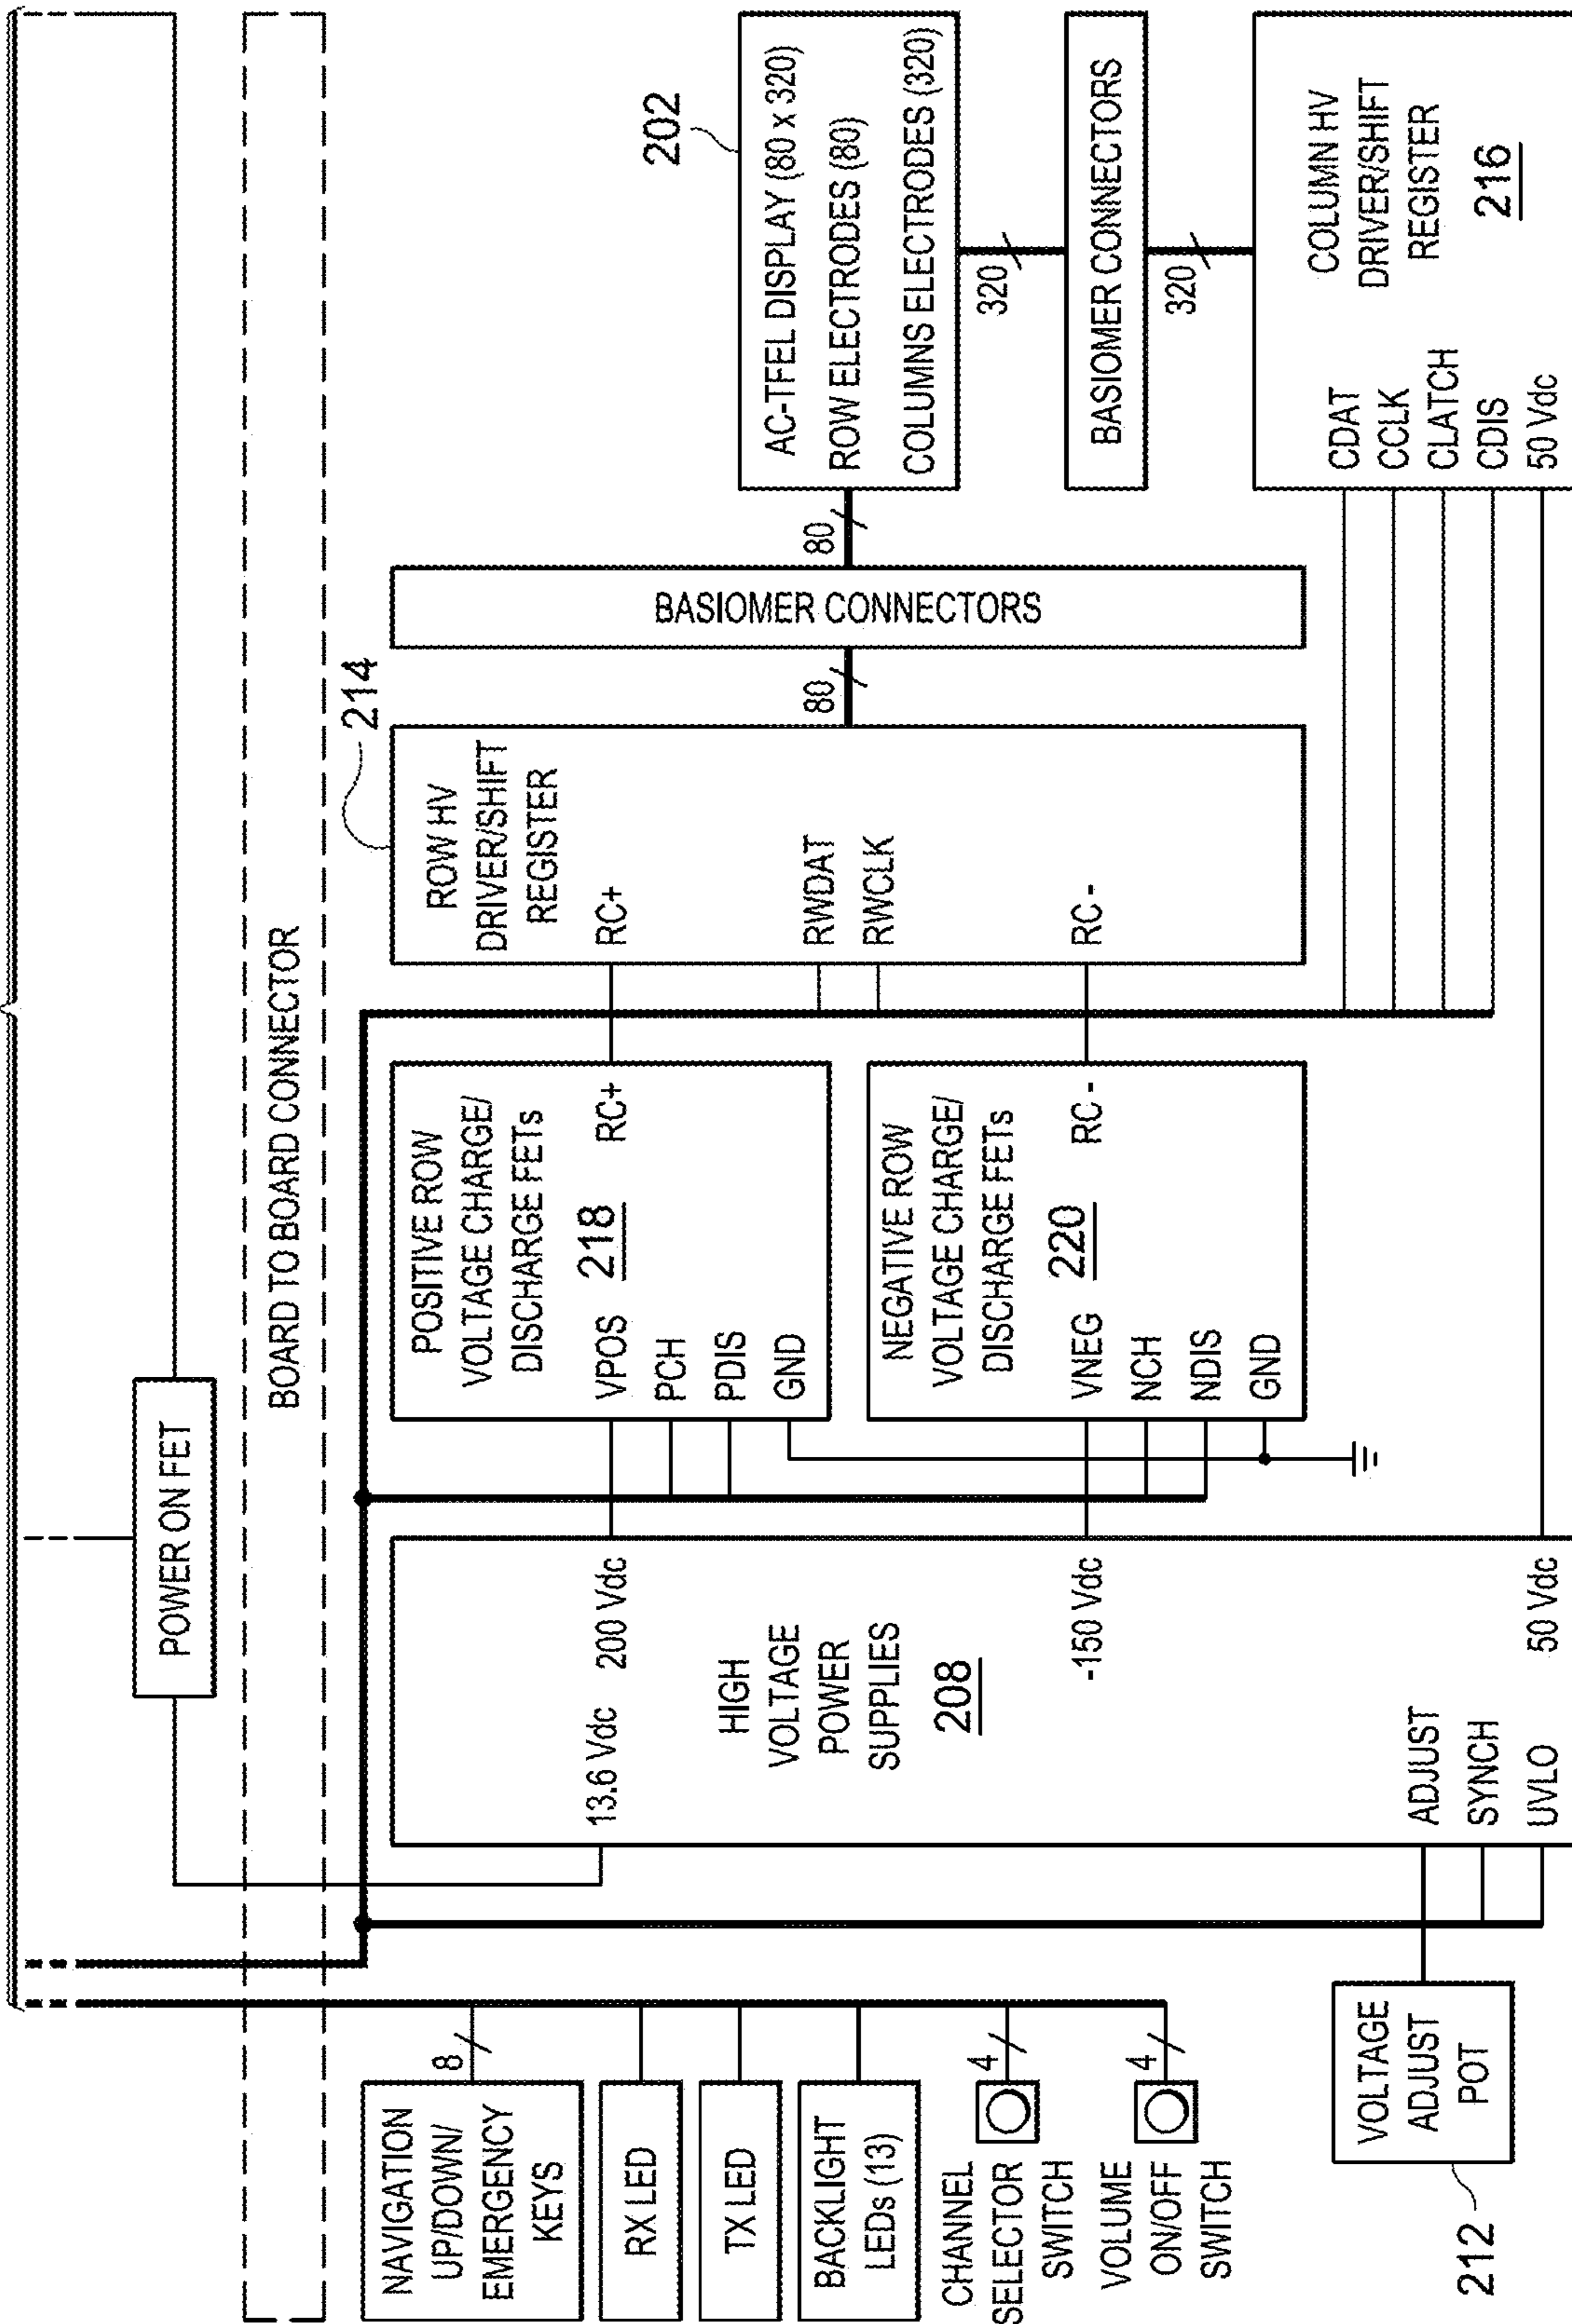 POWER ON FET
BOARD TO BOARD CONNECTOR
NAVIGATION
UP/DOWN/
EMERGENCY
KEYS
8
RX LED
TX LED
BACKLIGHT
LEDs (13)
CHANNEL
SELECTOR
SWITCH
4
VOLUME
ON/OFF
SWITCH
4
VOLTAGE
ADJUST
POT
212
13.6 Vdc
200 Vdc
HIGH
VOLTAGE
POWER
SUPPLIES
208
-150 Vdc
ADJUST
SYNCH
UVLO
50 Vdc
POSITIVE ROW
VOLTAGE CHARGE/
DISCHARGE FETs
VPOS
218
RC+
PCH
PDIS
GND
NEGATIVE ROW
VOLTAGE CHARGE/
DISCHARGE FETs
VNEG
220
RC -
NCH
NDIS
GND
214
ROW HV
DRIVER/SHIFT
REGISTER
RC+
RWDAT
RWCLK
RC -
80
BASIOMER CONNECTORS
80
202
AC-TFEL DISPLAY (80 x 320)
ROW ELECTRODES (80)
COLUMNS ELECTRODES (320)
320
BASIOMER CONNECTORS
320
COLUMN HV
DRIVER/SHIFT
REGISTER
216
CDAT
CCLK
CLATCH
CDIS
50 Vdc